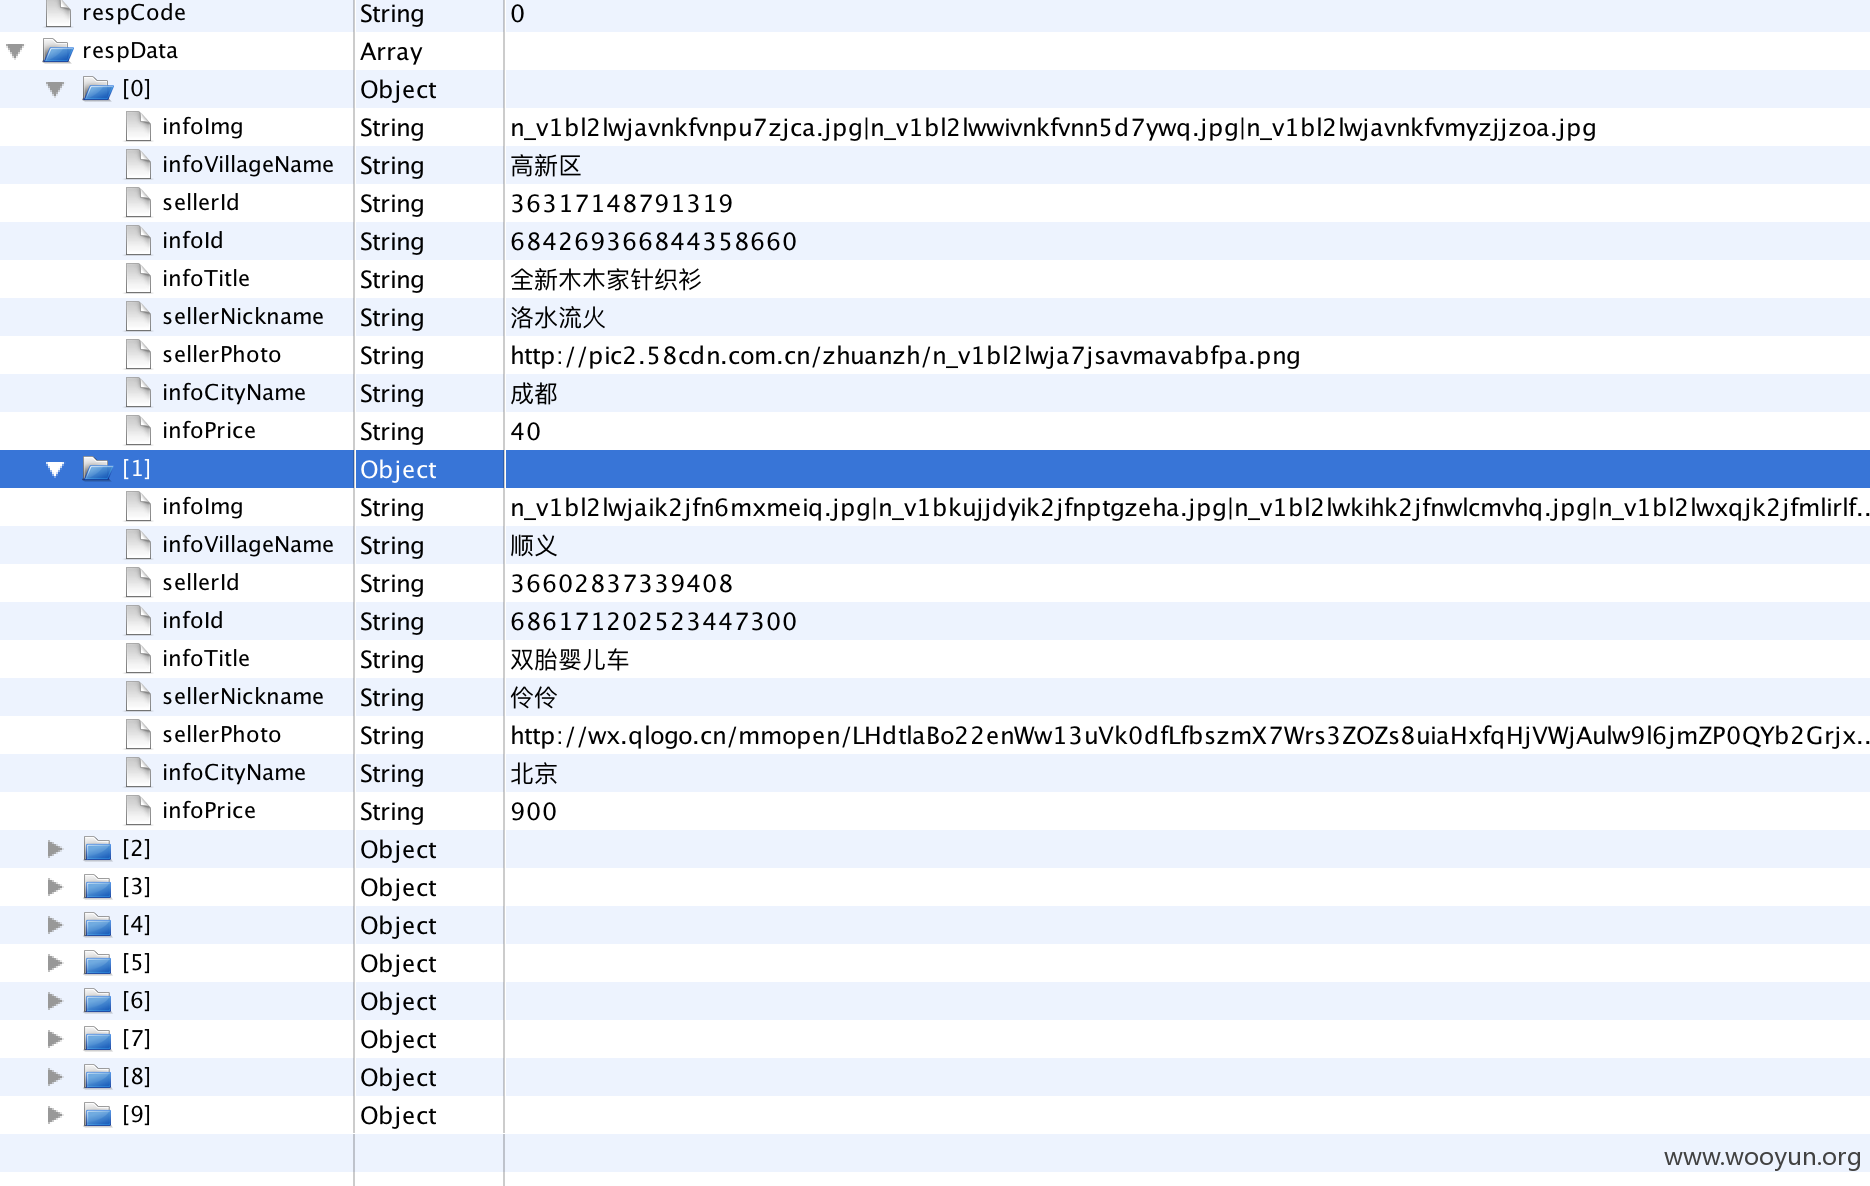 respCode String 0
respData Array
[0] Object
infoImg String n_v1bl2lwjavnkfvnpu7zjca.jpg|n_v1bl2lwwivnkfvnn5d7ywq.jpg|n_v1bl2lwjavnkfvmyzjjzoa.jpg
infoVillageName String 高新区
sellerId String 36317148791319
infoId String 684269366844358660
infoTitle String 全新木木家针织衫
sellerNickname String 洛水流火
sellerPhoto String http://pic2.58cdn.com.cn/zhuanzh/n_v1bl2lwja7jsavmavabfpa.png
infoCityName String 成都
infoPrice String 40
[1] Object
infoImg String n_v1bl2lwjaik2jfn6mxmeiq.jpg|n_v1bkujjdyik2jfnptgzeha.jpg|n_v1bl2lwkihk2jfnwlcmvhq.jpg|n_v1bl2lwxqjk2jfmlirlf...
infoVillageName String 顺义
sellerId String 36602837339408
infoId String 686171202523447300
infoTitle String 双胎婴儿车
sellerNickname String 伶伶
sellerPhoto String http://wx.qlogo.cn/mmopen/LHdtlaBo22enWw13uVk0dfLfbszmX7Wrs3ZOZs8uiaHxfqHjVWjAulw9l6jmZP0QYb2Grjx...
infoCityName String 北京
infoPrice String 900
[2] Object
[3] Object
[4] Object
[5] Object
[6] Object
[7] Object
[8] Object
[9] Object
www.wooyun.org